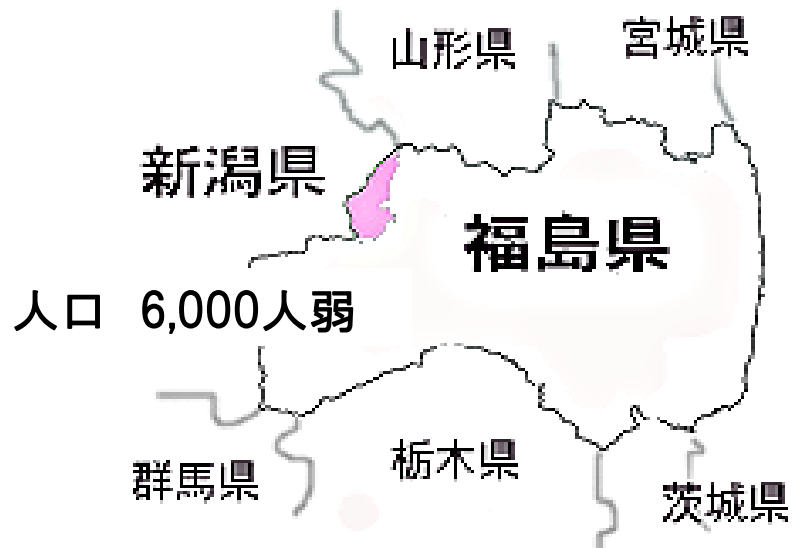 山形県
宮城県
新潟県
福島県
人口 6,000人弱
群馬県
栃木県
茨城県